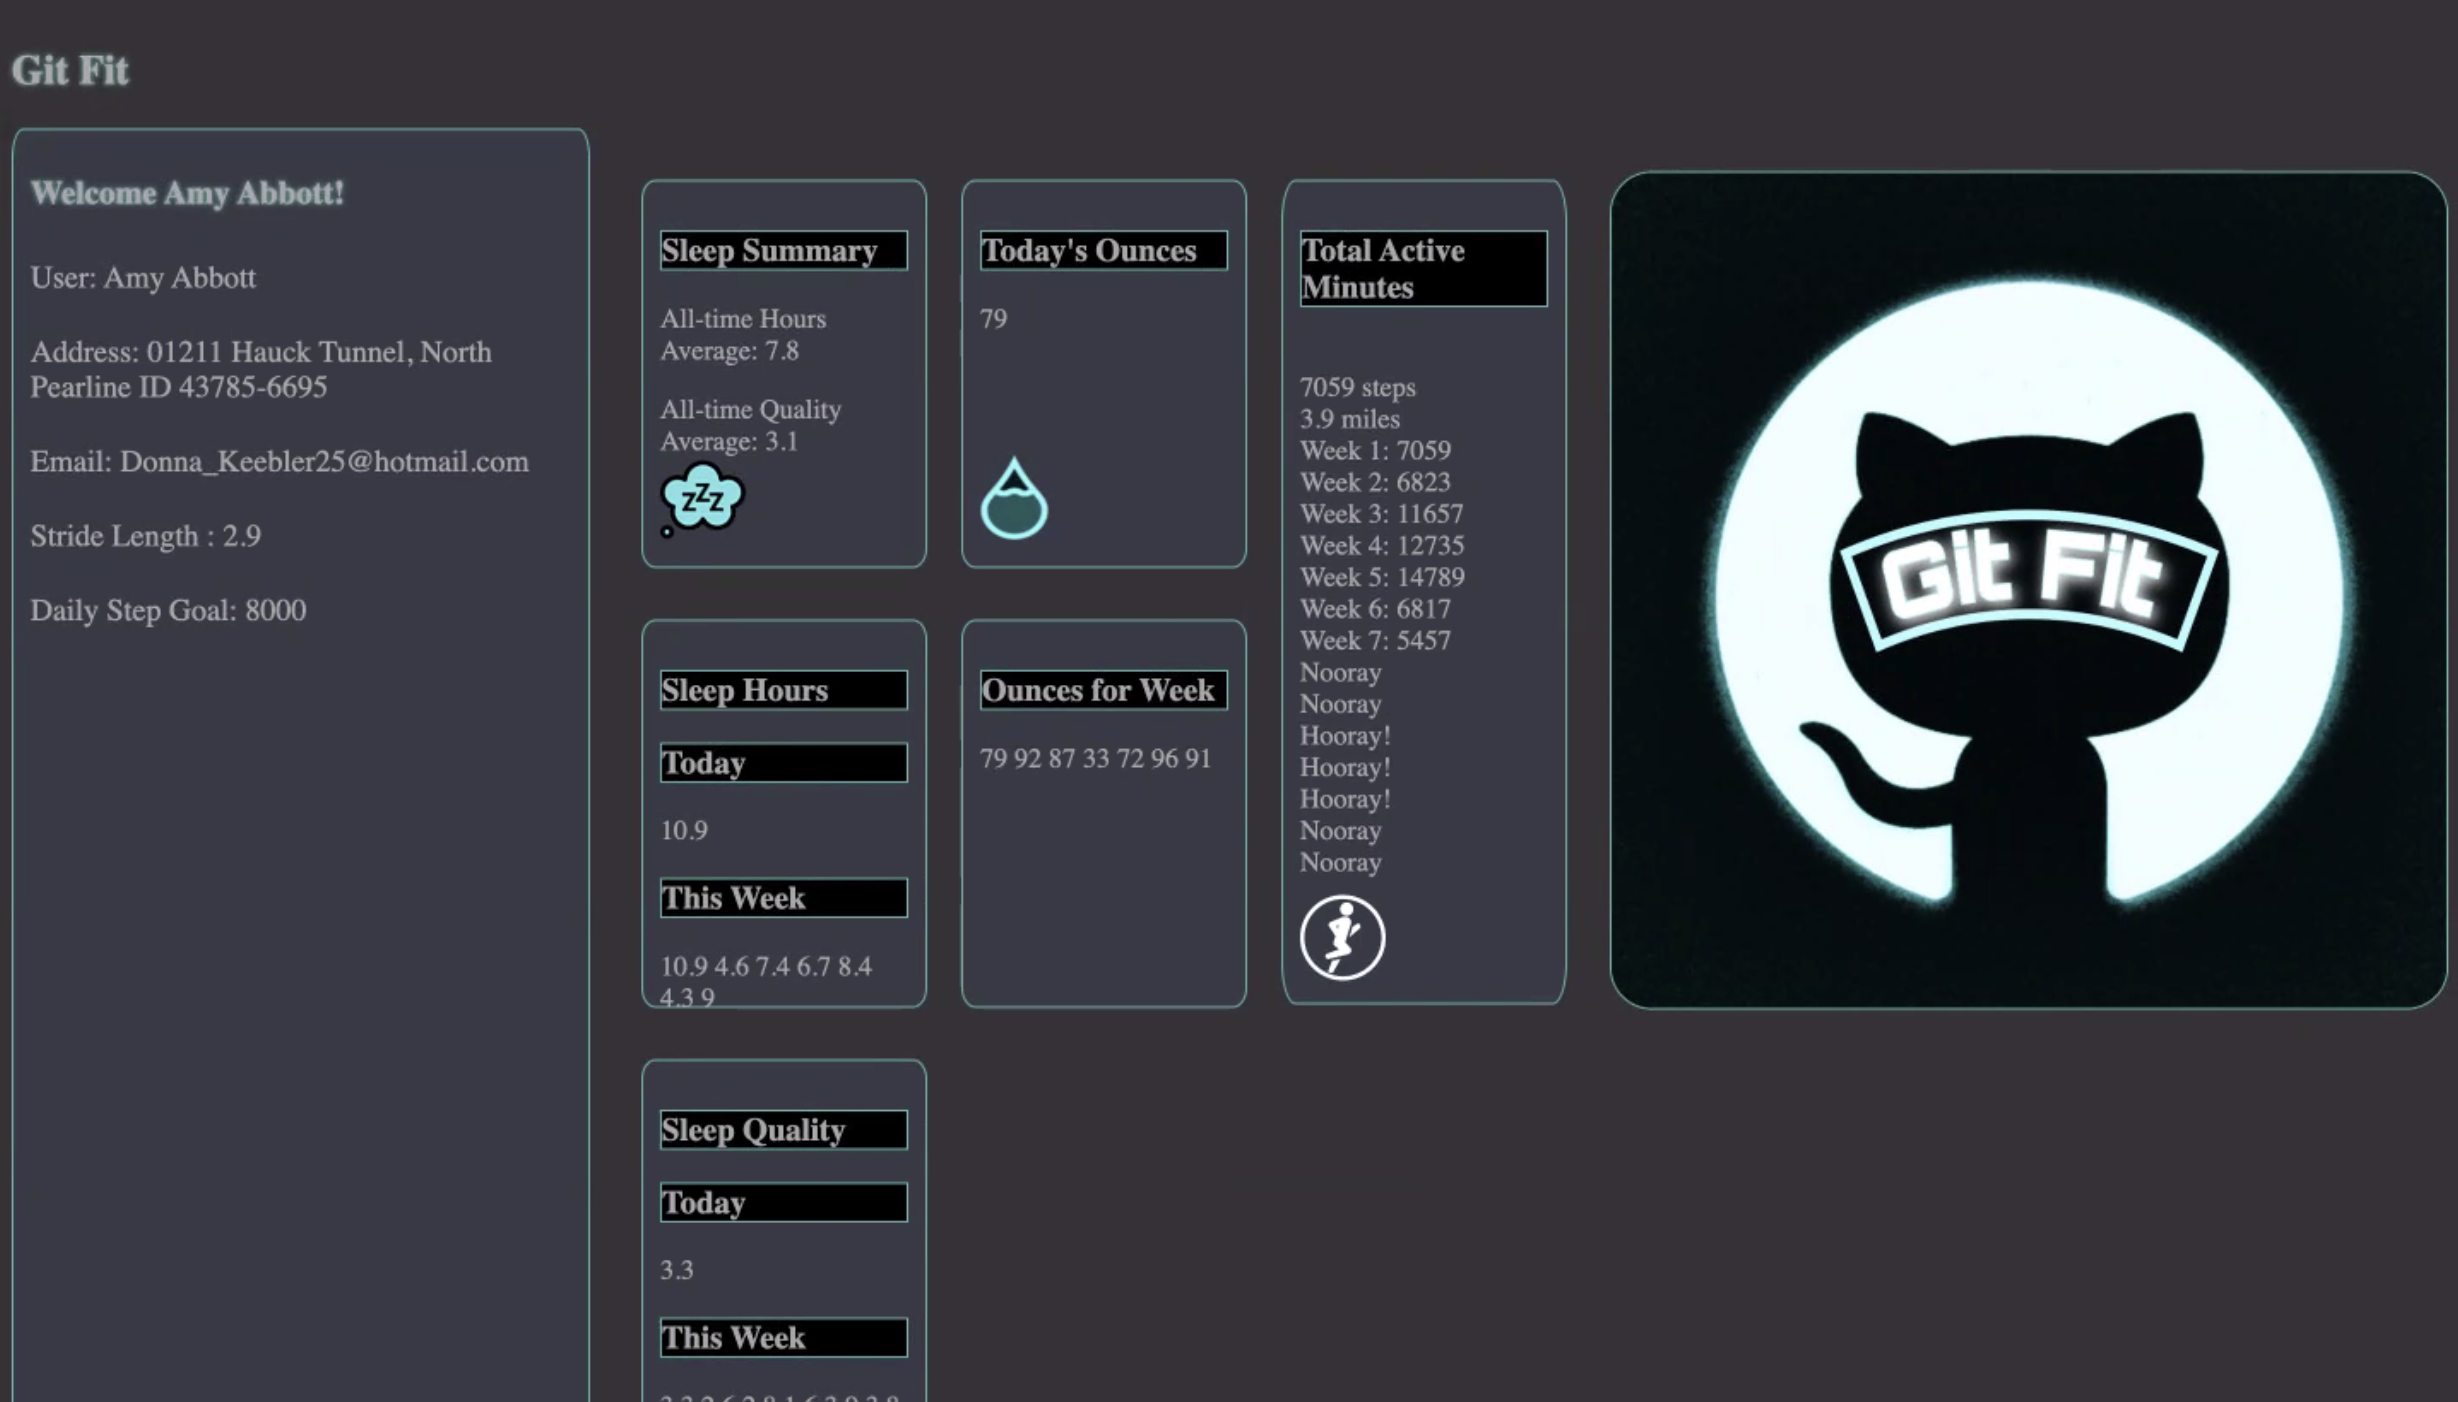 Git Fit
Welcome Amy Abbott!
User: Amy Abbott
Address: 01211 Hauck Tunnel, North
Pearline ID 43785-6695
Email: Donna_Keebler25@hotmail.com
Stride Length : 2.9
Daily Step Goal: 8000
Sleep Summary
All-time Hours
Average: 7.8
All-time Quality
Average: 3.1
zZz
Today's Ounces
79
Total Active
Minutes
7059 steps
3.9 miles
Week 1: 7059
Week 2: 6823
Week 3: 11657
Week 4: 12735
Week 5: 14789
Week 6: 6817
Week 7: 5457
Nooray
Nooray
Hooray!
Hooray!
Hooray!
Nooray
Nooray
Git Fit
Sleep Hours
Today
10.9
This Week
10.9 4.6 7.4 6.7 8.4
4.3 9
Ounces for Week
79 92 87 33 72 96 91
Sleep Quality
Today
3.3
This Week